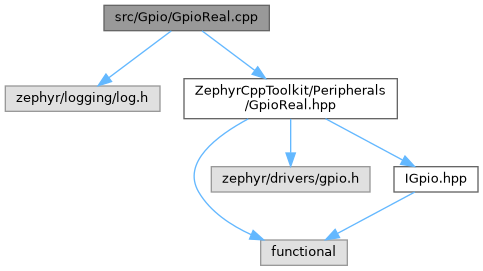 src/Gpio/GpioReal.cpp
zephyr/logging/log.h
ZephyrCppToolkit/Peripherals
/GpioReal.hpp
zephyr/drivers/gpio.h
IGpio.hpp
functional